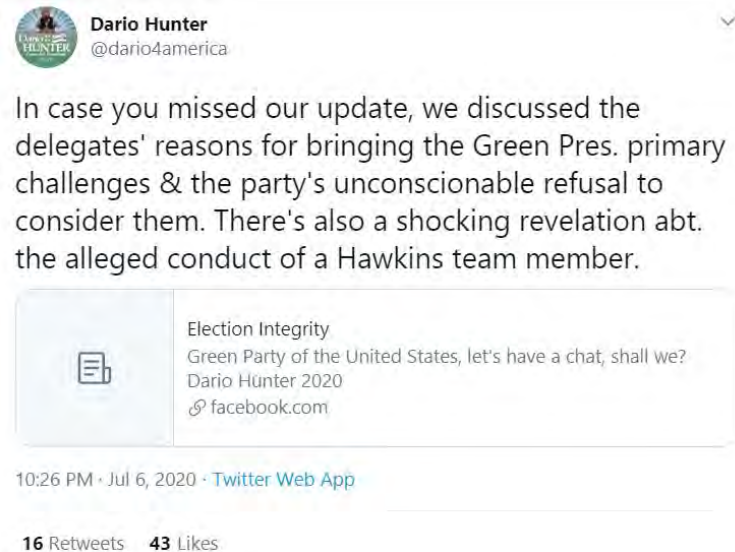 Dario Hunter
@dario4america
In case you missed our update, we discussed the
delegates' reasons for bringing the Green Pres. primary
challenges & the party's unconscionable refusal to
consider them. There's also a shocking revelation abt.
the alleged conduct of a Hawkins team member.
Election Integrity
Green Party of the United States, let's have a chat, shall we?
Dario Hunter 2020
facebook.com
10:26 PM · Jul 6, 2020 · Twitter Web App
16 Retweets 43 Likes